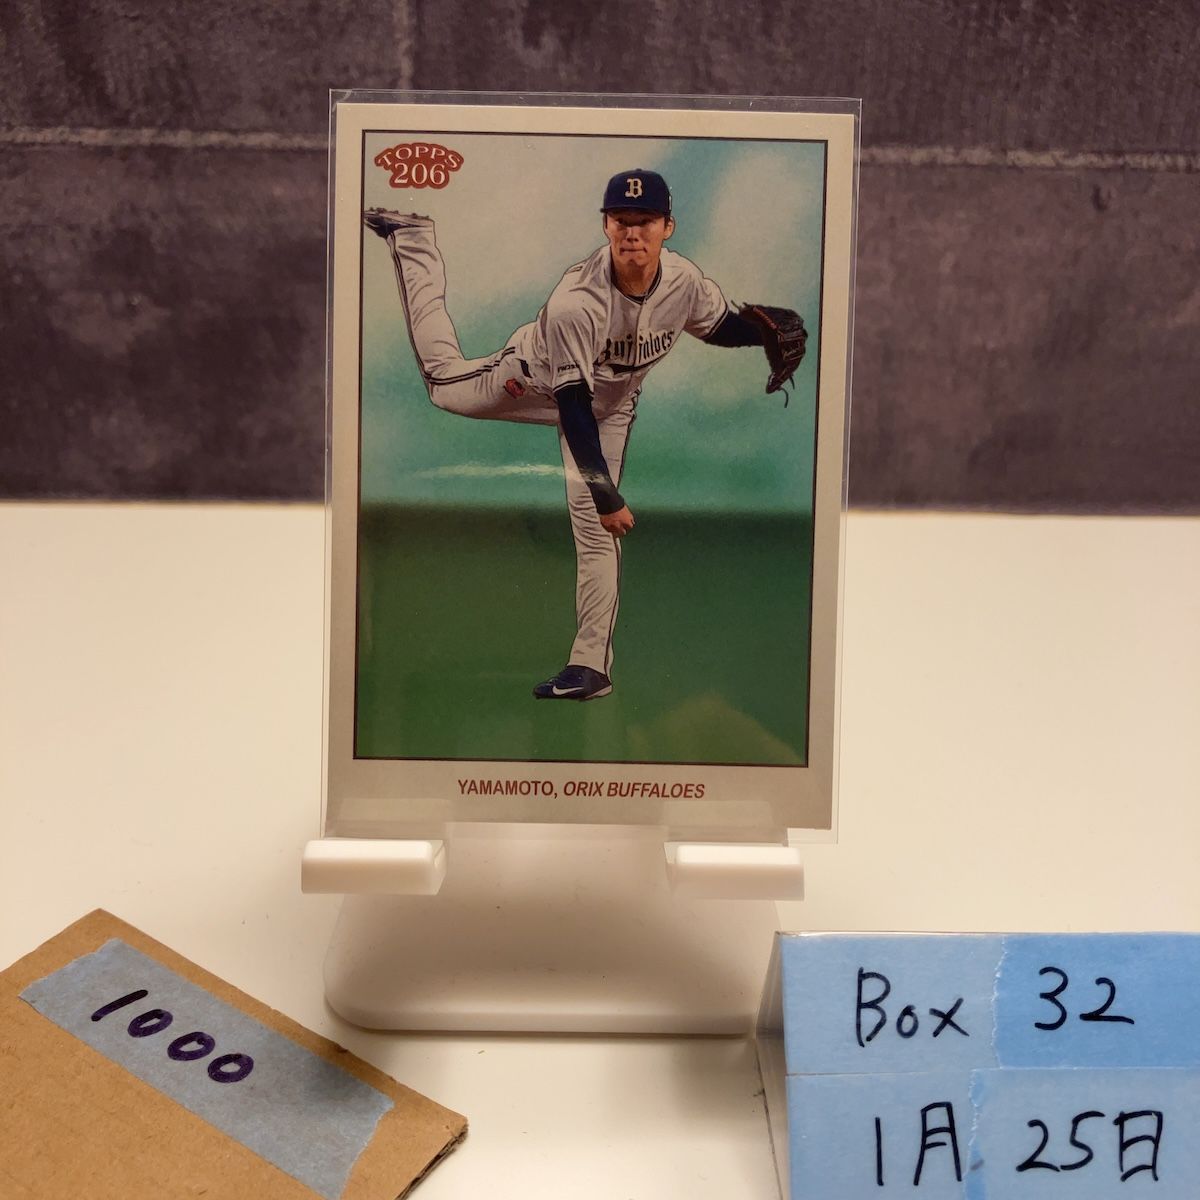 TOPPS
206
B
Buffaloes
YAMAMOTO, ORIX BUFFALOES
1000
Box 32
1月 25日